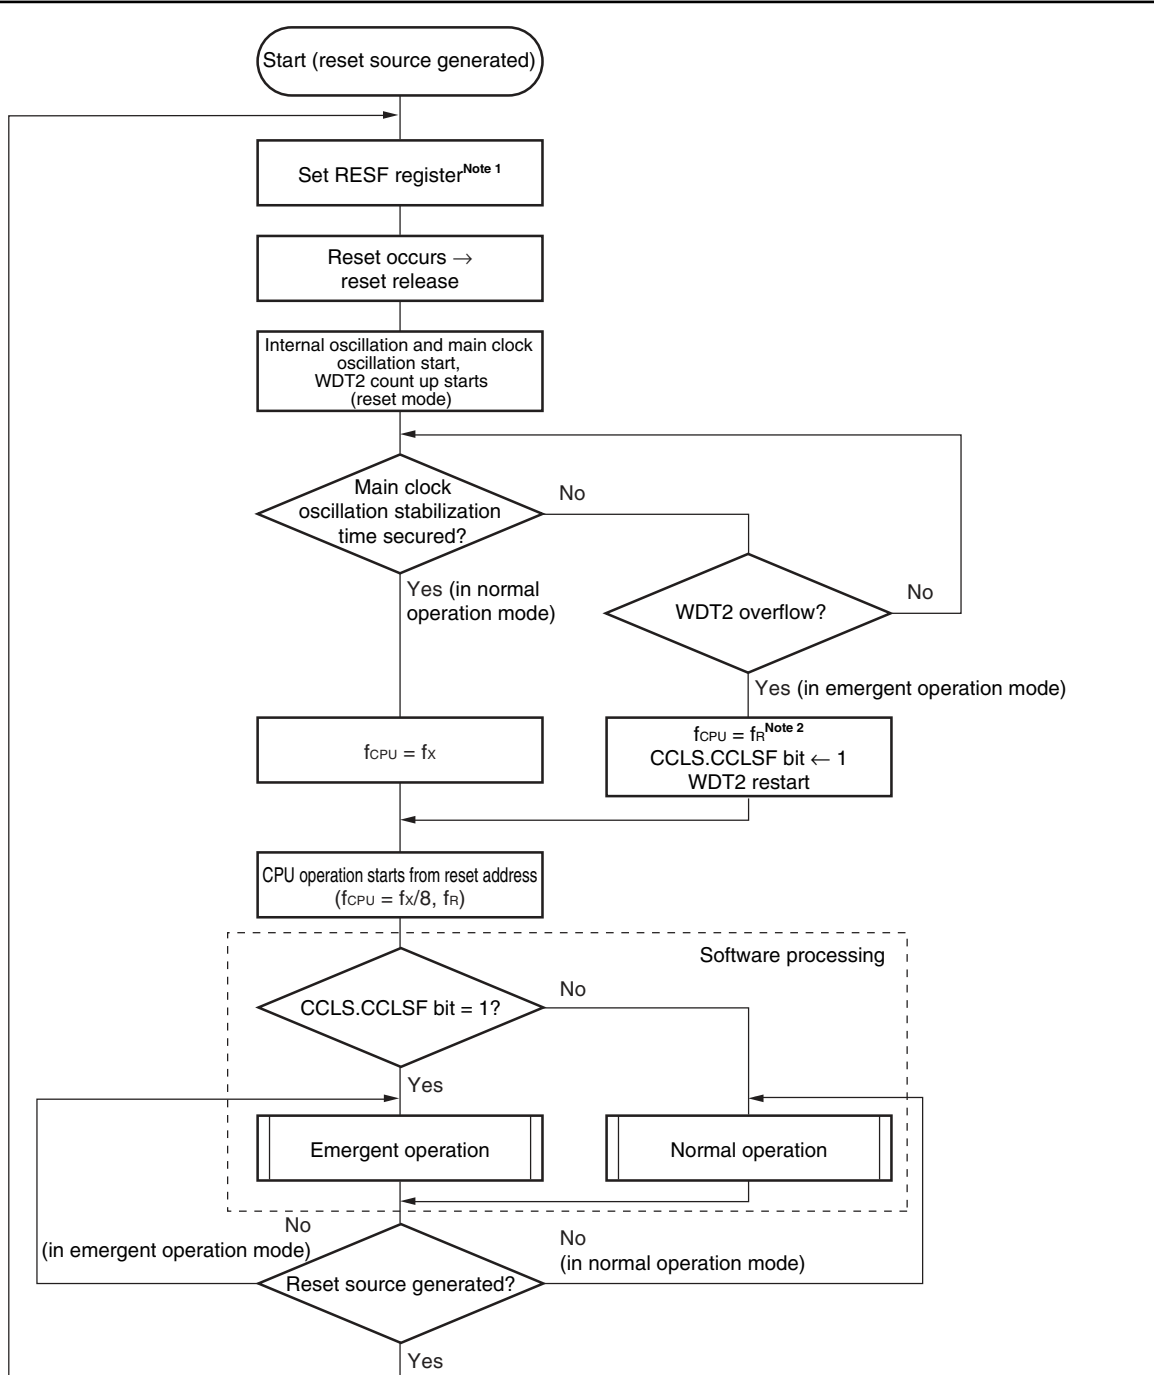 Start (reset source generated)
Set RESF register Note 1
Reset occurs →
reset release
Internal oscillation and main clock
oscillation start,
WDT2 count up starts
(reset mode)
Main clock
oscillation stabilization
time secured?
No
Yes (in normal
operation mode)
WDT2 overflow?
No
Yes (in emergent operation mode)
fCPU = fX
fCPU = fR Note 2
CCLS.CCLSF bit ← 1
WDT2 restart
CPU operation starts from reset address
(fCPU = fX/8, fR)
Software processing
CCLS.CCLSF bit = 1?
No
Yes
Emergent operation
Normal operation
No
(in emergent operation mode)
No
(in normal operation mode)
Reset source generated?
Yes